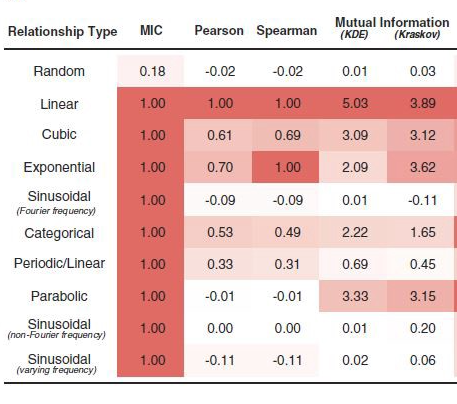 Relationship Type MIC Pearson Spearman Mutual Information
(KDE) (Kraskov)
Random 0.18 -0.02 -0.02 0.01 0.03
Linear 1.00 1.00 1.00 5.03 3.89
Cubic 1.00 0.61 0.69 3.09 3.12
Exponential 1.00 0.70 1.00 2.09 3.62
Sinusoidal
(Fourier frequency) 1.00 -0.09 -0.09 0.01 -0.11
Categorical 1.00 0.53 0.49 2.22 1.65
Periodic/Linear 1.00 0.33 0.31 0.69 0.45
Parabolic 1.00 -0.01 -0.01 3.33 3.15
Sinusoidal
(non-Fourier frequency) 1.00 0.00 0.00 0.01 0.20
Sinusoidal
(varying frequency) 1.00 -0.11 -0.11 0.02 0.06